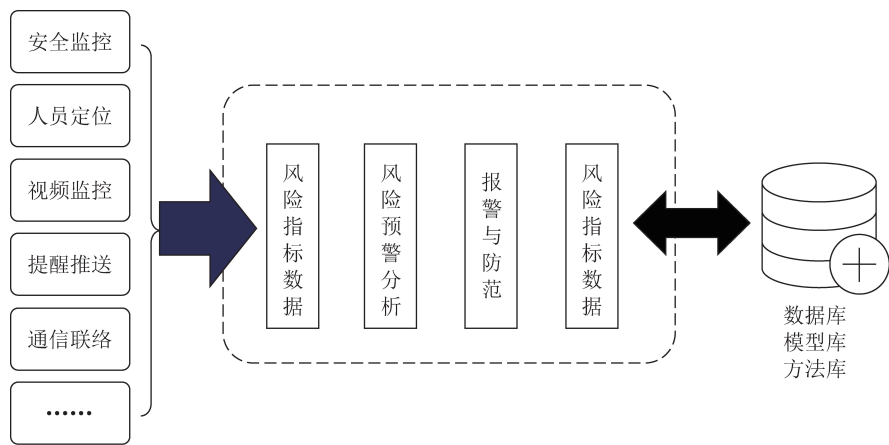 安全监控
人员定位
视频监控
提醒推送
通信联络
……
风险指标数据
风险预警分析
报警与防范
风险指标数据
数据库
模型库
方法库